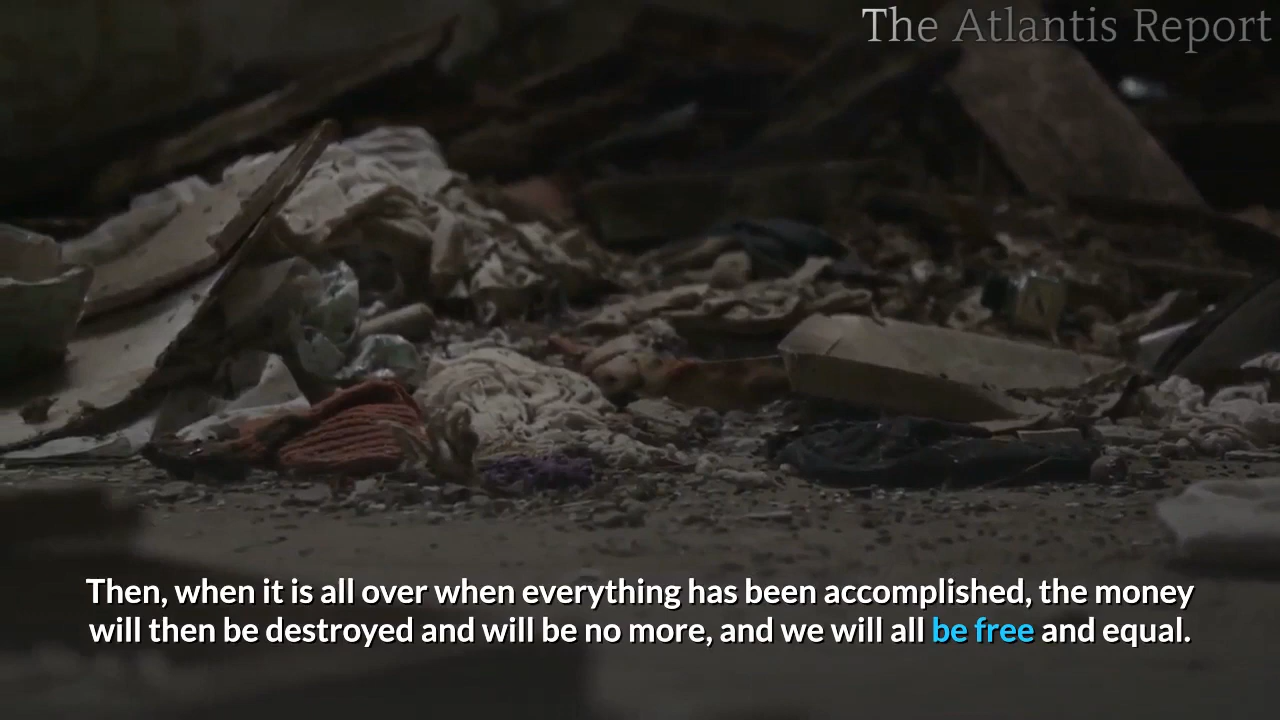 The Atlantis Report
Then, when it is all over when everything has been accomplished, the money
will then be destroyed and will be no more, and we will all be free and equal.